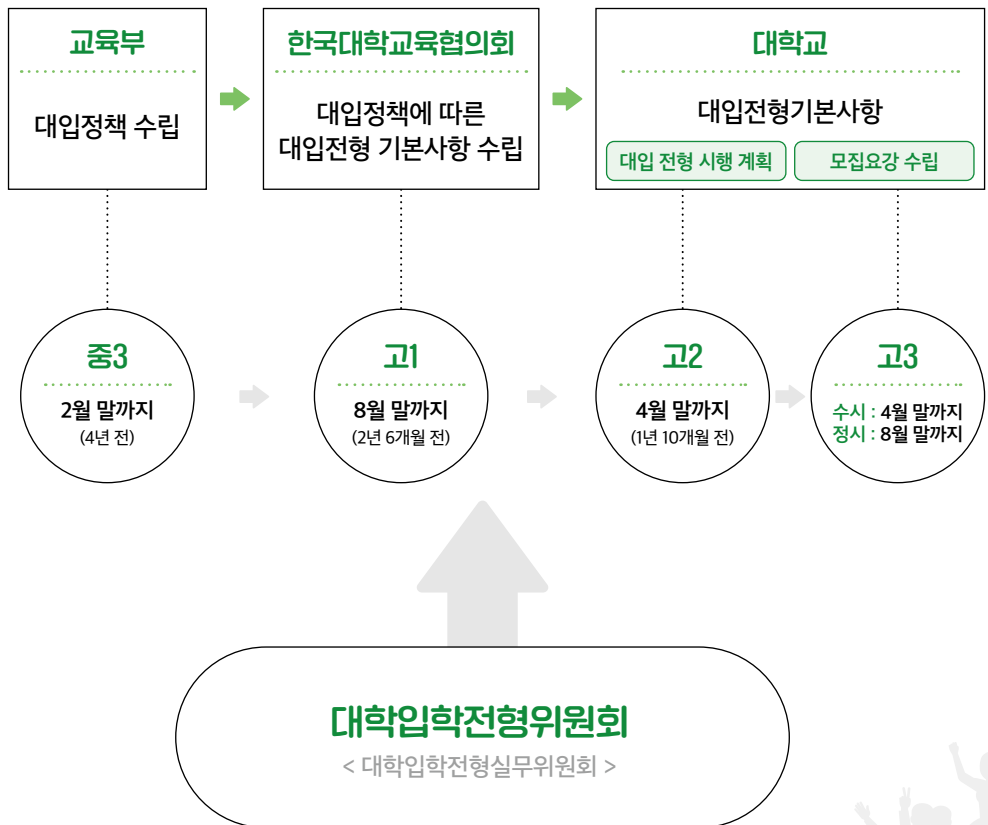 교육부
대입정책 수립
한국대학교육협의회
대입정책에 따른
대입전형 기본사항 수립
대학교
대입전형기본사항
대입 전형 시행 계획
모집요강 수립
중3
2월 말까지
(4년 전)
고1
8월 말까지
(2년 6개월 전)
고2
4월 말까지
(1년 10개월 전)
고3
수시 : 4월 말까지
정시 : 8월 말까지
대학입학전형위원회
< 대학입학전형실무위원회 >